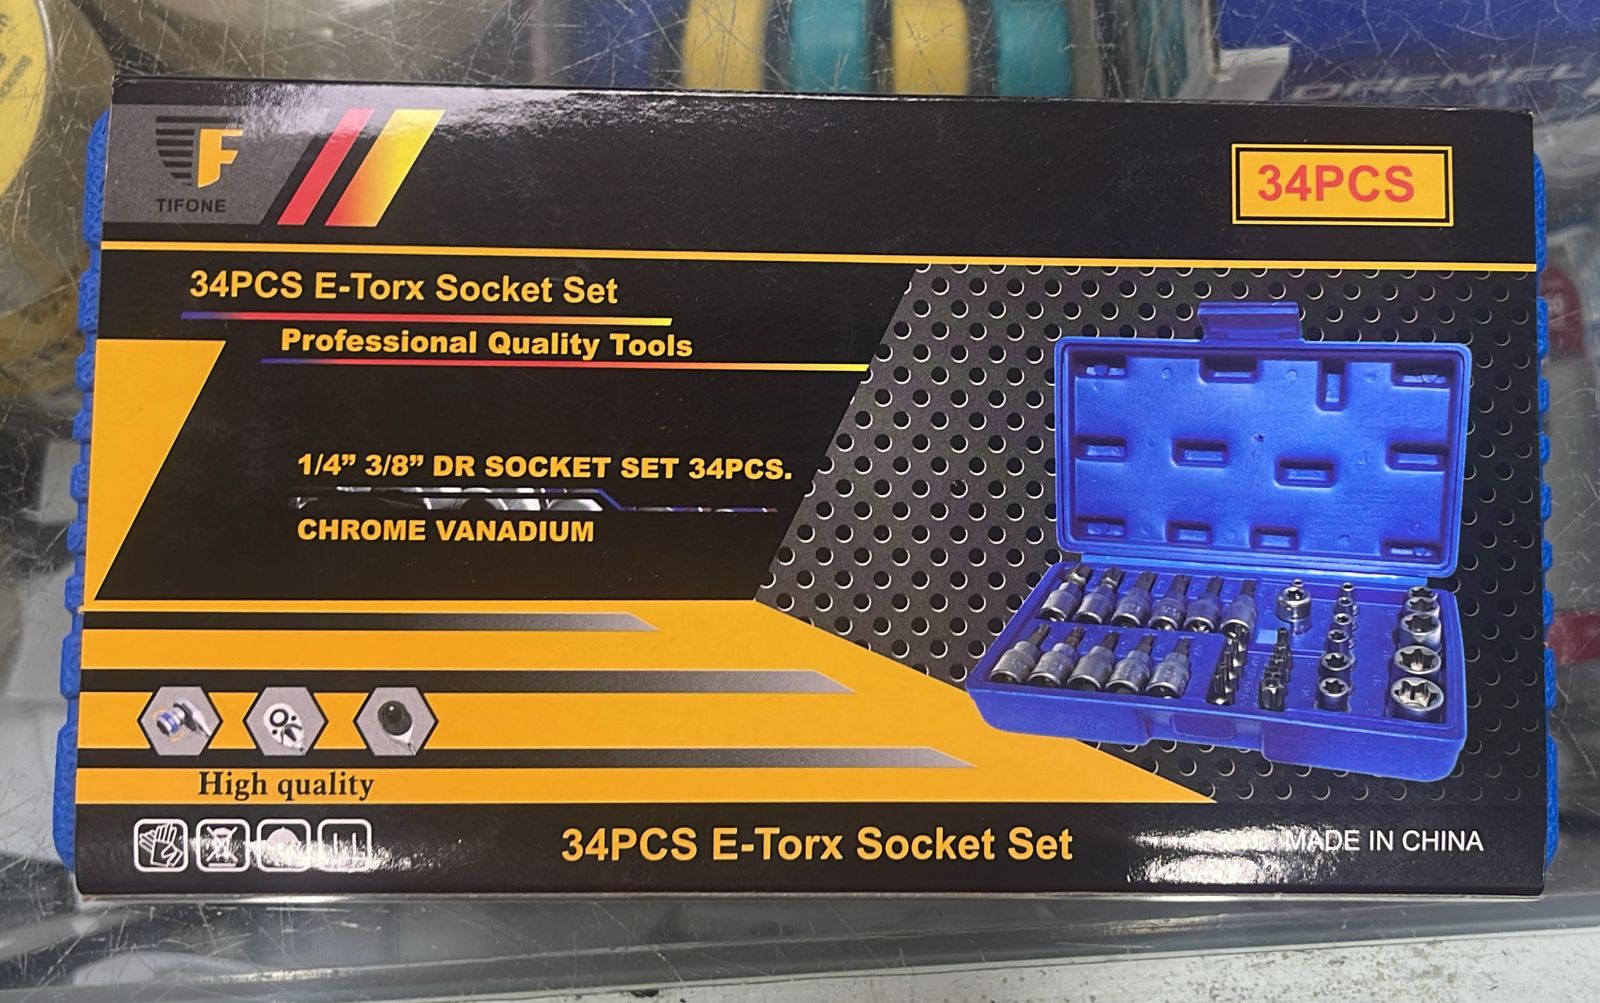 DREMEL
TIFONE
34PCS
34PCS E-Torx Socket Set
Professional Quality Tools
1/4” 3/8” DR SOCKET SET 34PCS.
CHROME VANADIUM
High quality
34PCS E-Torx Socket Set
MADE IN CHINA